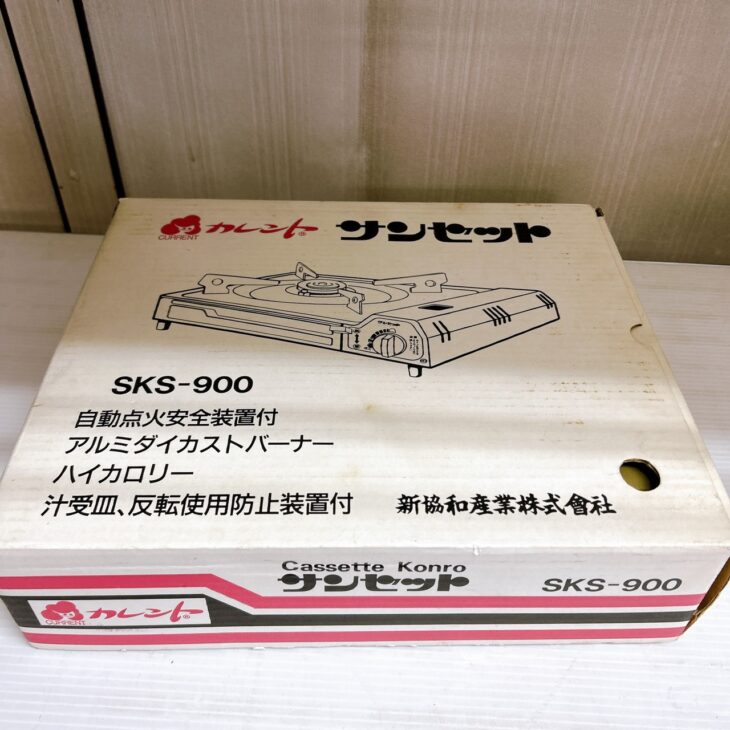 CURRENT カレント® サンセット
SKS-900
自動点火安全装置付
アルミダイカストバーナー
ハイカロリー
汁受皿、反転使用防止装置付 新協和産業株式會社
Cassette Konro
サンセット SKS-900
CURRENT カレント®